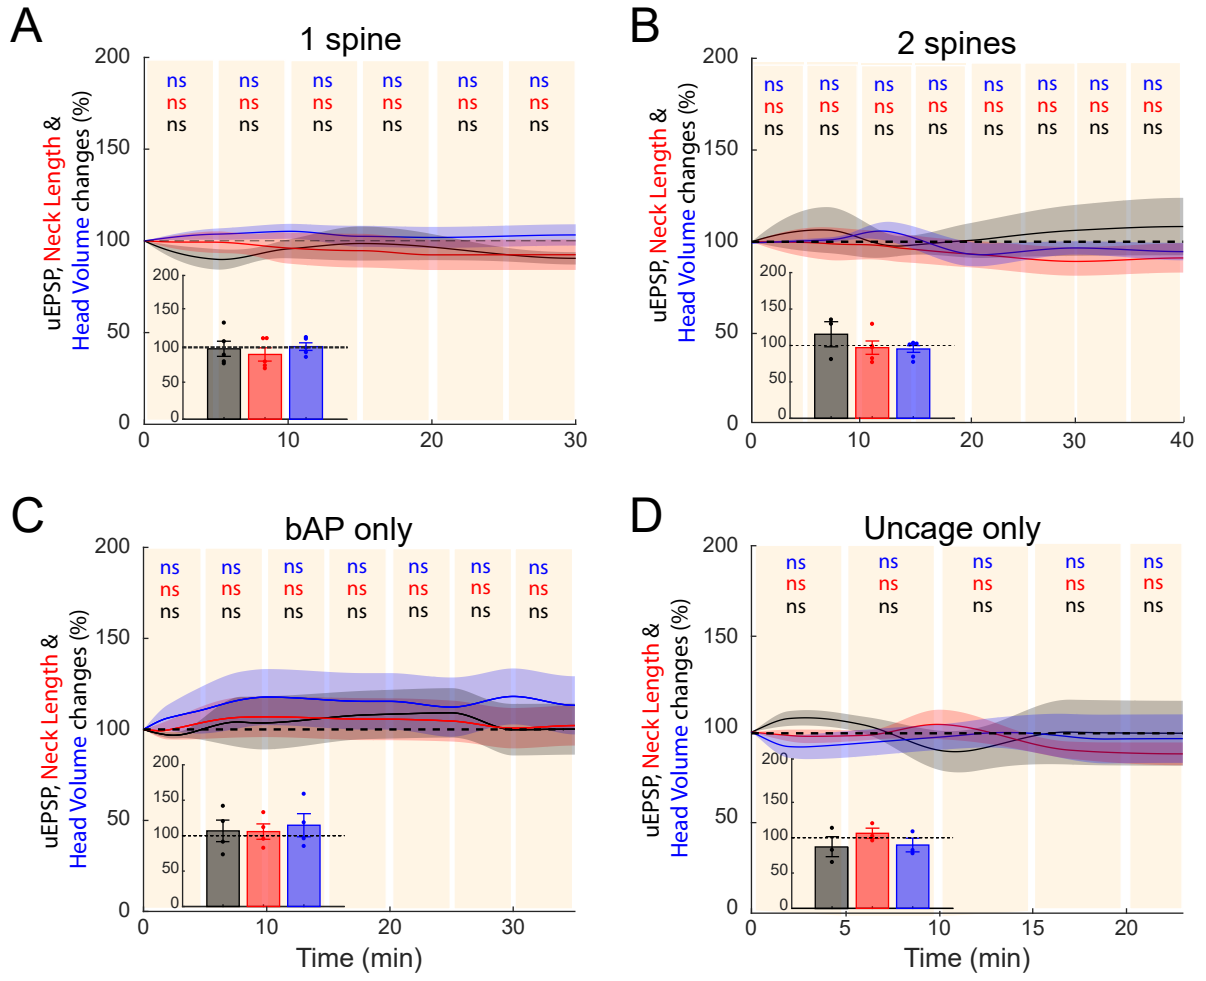 A
1 spine
uEPSP, Neck Length &
Head Volume changes (%)
200
150
100
50
0
ns ns ns ns ns ns
ns ns ns ns ns ns
ns ns ns ns ns ns
200
150
100
50
0
0 10 20 30
B
2 spines
uEPSP, Neck Length &
Head Volume changes (%)
200
150
100
50
0
ns ns ns ns ns ns ns ns
ns ns ns ns ns ns ns ns
ns ns ns ns ns ns ns ns
200
150
100
50
0
0 10 20 30 40
C
bAP only
uEPSP, Neck Length &
Head Volume changes (%)
200
150
100
50
0
ns ns ns ns ns ns ns
ns ns ns ns ns ns ns
ns ns ns ns ns ns ns
200
150
100
50
0
0 10 20 30
Time (min)
D
Uncage only
uEPSP, Neck Length &
Head Volume changes (%)
200
150
100
50
0
ns ns ns ns ns
ns ns ns ns ns
ns ns ns ns ns
200
150
100
50
0
0 5 10 15 20
Time (min)